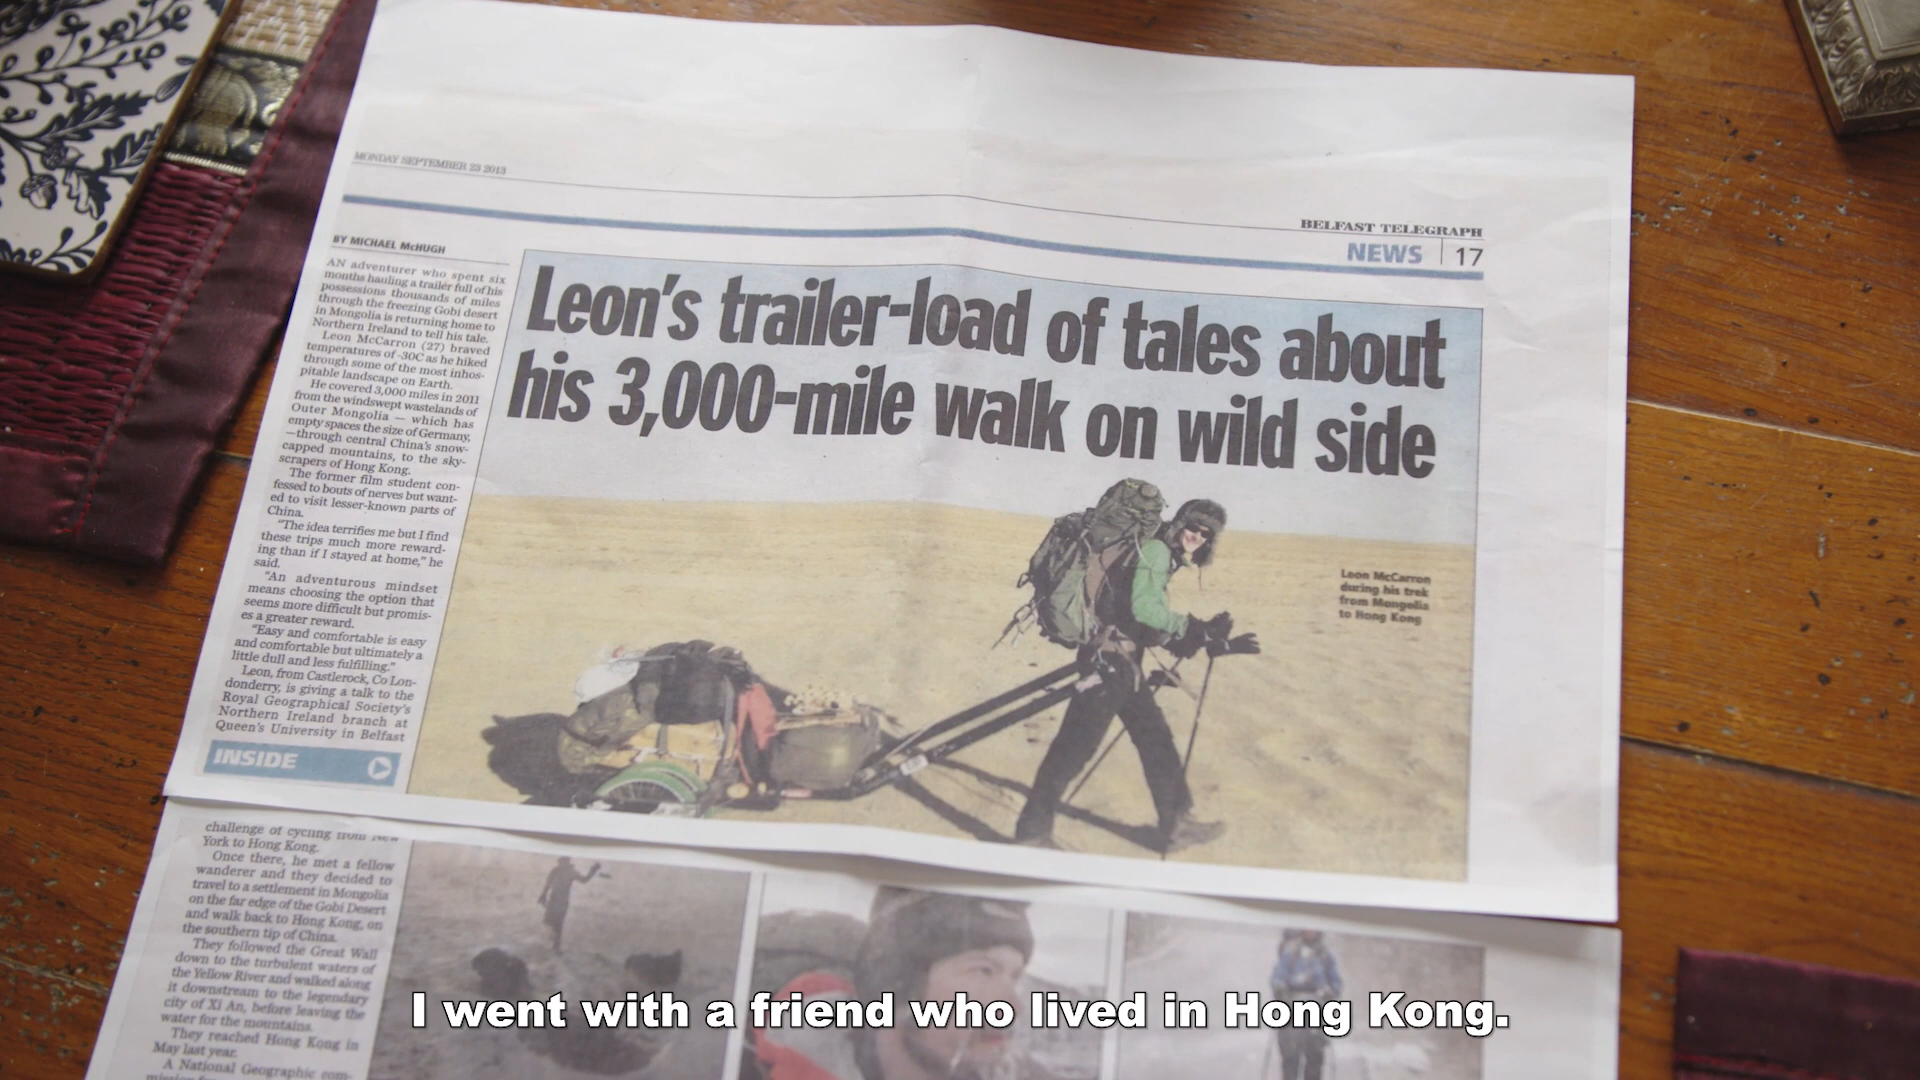 MONDAY SEPTEMBER 23 2013
BELFAST TELEGRAPH
NEWS | 17
BY MICHAEL McHUGH
AN adventurer who spent six
months hauling a trailer full of his
possessions thousands of miles
through the freezing Gobi desert
in Mongolia is returning home to
Northern Ireland to tell his tale.
Leon McCarron (27) braved
temperatures of -30C as he hiked
through some of the most inhos-
pitable landscape on Earth.
He covered 3,000 miles in 2011
from the windswept wastelands of
Outer Mongolia — which has
empty spaces the size of Germany,
—through central China's snow-
capped mountains, to the sky-
scrapers of Hong Kong.
The former film student con-
fessed to bouts of nerves but want-
ed to visit lesser-known parts of
China.
"The idea terrifies me but I find
these trips much more reward-
ing than if I stayed at home," he
said.
"An adventurous mindset
means choosing the option that
seems more difficult but promis-
es a greater reward.
"Easy and comfortable is easy
and comfortable but ultimately a
little dull and less fulfilling."
Leon, from Castlerock, Co Lon-
donderry, is giving a talk to the
Royal Geographical Society's
Northern Ireland branch at
Queen's University in Belfast
INSIDE
Leon's trailer-load of tales about
his 3,000-mile walk on wild side
Leon McCarron
during his trek
from Mongolia
to Hong Kong
challenge of cycling from New
York to Hong Kong.
Once there, he met a fellow
wanderer and they decided to
travel to a settlement in Mongolia
on the far edge of the Gobi Desert
and walk back to Hong Kong, on
the southern tip of China.
They followed the Great Wall
down to the turbulent waters of
the Yellow River and walked along
it downstream to the legendary
city of Xi An, before leaving the
water for the mountains.
They reached Hong Kong in
May last year.
A National Geographic com-
I went with a friend who lived in Hong Kong.